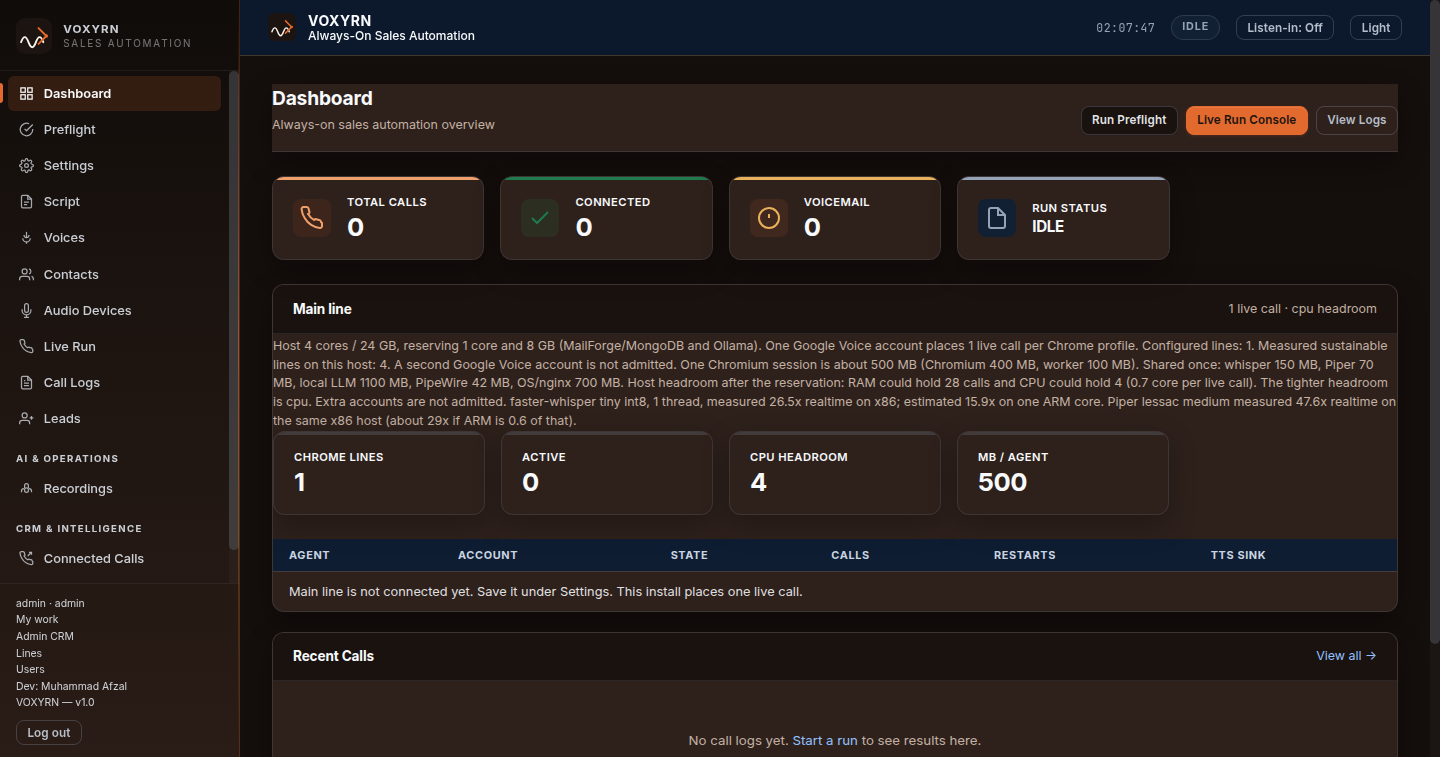 VOXYRN
SALES AUTOMATION
Dashboard
Preflight
Settings
Script
Voices
Contacts
Audio Devices
Live Run
Call Logs
Leads
AI & OPERATIONS
Recordings
CRM & INTELLIGENCE
Connected Calls
admin · admin
My work
Admin CRM
Lines
Users
Dev: Muhammad Afzal
VOXYRN — v1.0
Log out
VOXYRN
Always-On Sales Automation
02:07:47
IDLE
Listen-in: Off
Light
Dashboard
Always-on sales automation overview
Run Preflight
Live Run Console
View Logs
TOTAL CALLS
0
CONNECTED
0
VOICEMAIL
0
RUN STATUS
IDLE
Main line
1 live call · cpu headroom
Host 4 cores / 24 GB, reserving 1 core and 8 GB (MailForge/MongoDB and Ollama). One Google Voice account places 1 live call per Chrome profile. Configured lines: 1. Measured sustainable
lines on this host: 4. A second Google Voice account is not admitted. One Chromium session is about 500 MB (Chromium 400 MB, worker 100 MB). Shared once: whisper 150 MB, Piper 70
MB, local LLM 1100 MB, PipeWire 42 MB, OS/nginx 700 MB. Host headroom after the reservation: RAM could hold 28 calls and CPU could hold 4 (0.7 core per live call). The tighter headroom
is cpu. Extra accounts are not admitted. faster-whisper tiny int8, 1 thread, measured 26.5x realtime on x86; estimated 15.9x on one ARM core. Piper lessac medium measured 47.6x realtime on
the same x86 host (about 29x if ARM is 0.6 of that).
CHROME LINES
1
ACTIVE
0
CPU HEADROOM
4
MB / AGENT
500
AGENT ACCOUNT STATE CALLS RESTARTS TTS SINK
Main line is not connected yet. Save it under Settings. This install places one live call.
Recent Calls
View all →
No call logs yet. Start a run to see results here.